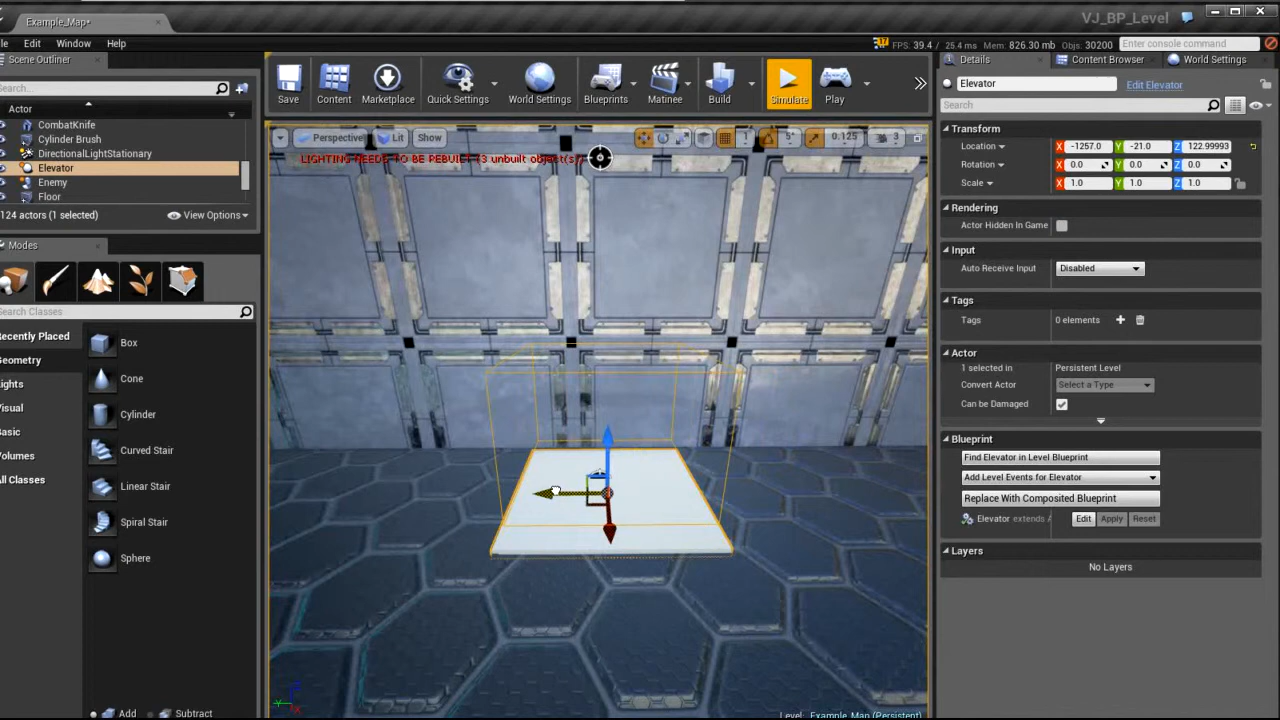 Example_Map*
VJ_BP_Level
le Edit Window Help
FPS: 39.4 / 25.4 ms Mem: 826.30 mb Objs: 30200
Enter console command
Scene Outliner
Search...
Actor
CombatKnife
Cylinder Brush
DirectionalLightStationary
Elevator
Enemy
Floor
124 actors (1 selected)
View Options
Modes
Search Classes
Recently Placed
Geometry
Lights
Visual
Basic
Volumes
All Classes
Box
Cone
Cylinder
Curved Stair
Linear Stair
Spiral Stair
Sphere
Add Subtract
Save Content Marketplace Quick Settings World Settings Blueprints Matinee Build Simulate Play
Perspective Lit Show
1 5° 0.125 3
LIGHTING NEEDS TO BE REBUILT (3 unbuilt object(s))
Level: Example_Map (Persistent)
Details Content Browser World Settings
Elevator Edit Elevator
Search
Transform
Location X -1257.0 Y -21.0 Z 122.99993
Rotation X 0.0 Y 0.0 Z 0.0
Scale X 1.0 Y 1.0 Z 1.0
Rendering
Actor Hidden In Game
Input
Auto Receive Input Disabled
Tags
Tags 0 elements
Actor
1 selected in Persistent Level
Convert Actor Select a Type
Can be Damaged
Blueprint
Find Elevator in Level Blueprint
Add Level Events for Elevator
Replace With Composited Blueprint
Elevator extends A Edit Apply Reset
Layers
No Layers